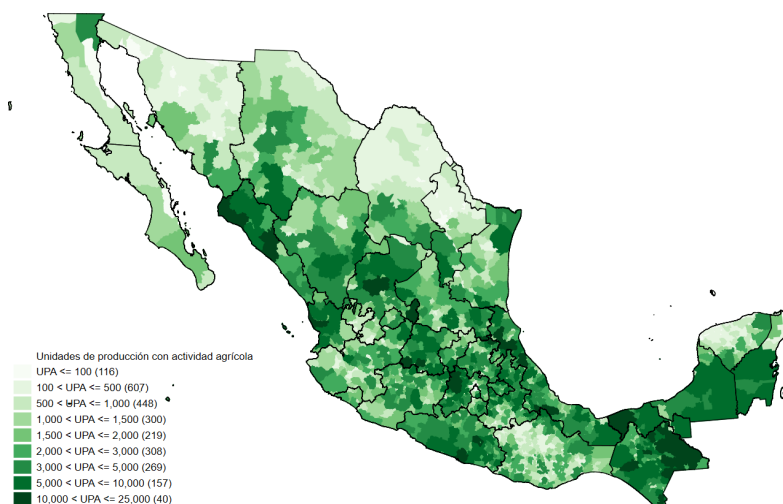 Unidades de producción con actividad agrícola
UPA <= 100 (116)
100 < UPA <= 500 (607)
500 < UPA <= 1,000 (448)
1,000 < UPA <= 1,500 (300)
1,500 < UPA <= 2,000 (219)
2,000 < UPA <= 3,000 (308)
3,000 < UPA <= 5,000 (269)
5,000 < UPA <= 10,000 (157)
10,000 < UPA <= 25,000 (40)